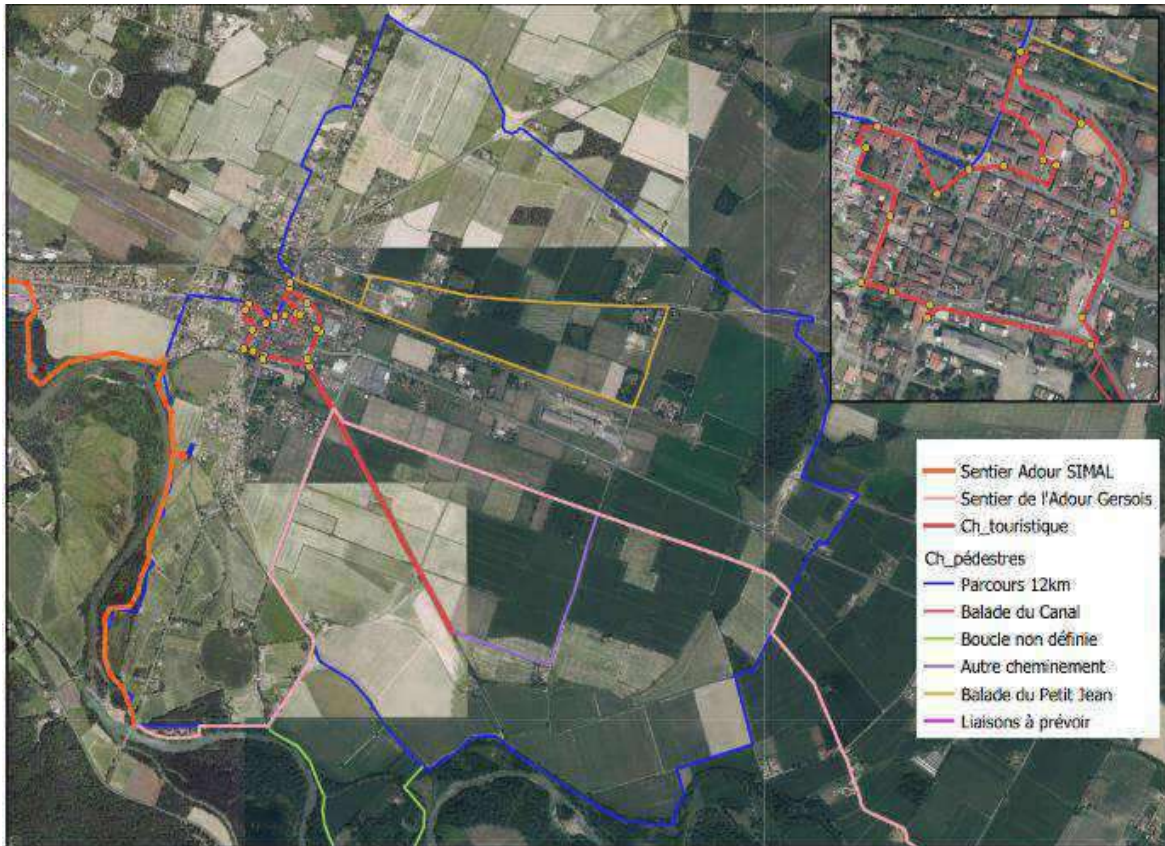 Sentier Adour SIMAL
Sentier de l'Adour Gersois
Ch_touristique
Ch_pédestres
Parcours 12km
Balade du Canal
Boucle non définie
Autre cheminement
Balade du Petit Jean
Liaisons à prévoir